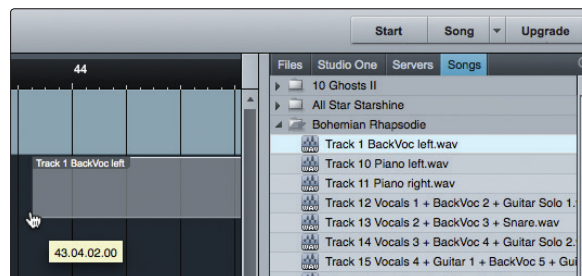 Start Song Upgrade
44
Files Studio One Servers Songs
10 Ghosts II
All Star Starshine
Bohemian Rhapsodie
Track 1 BackVoc left.wav
Track 10 Piano left.wav
Track 11 Piano right.wav
Track 12 Vocals 1 + BackVoc 2 + Guitar Solo 1.
Track 13 Vocals 2 + BackVoc 3 + Snare.wav
Track 14 Vocals 3 + BackVoc 4 + Guitar Solo 2.
Track 15 Vocals 4 + Guitar 1 + BackVoc 5 + Gui
Track 1 BackVoc left
43.04.02.00